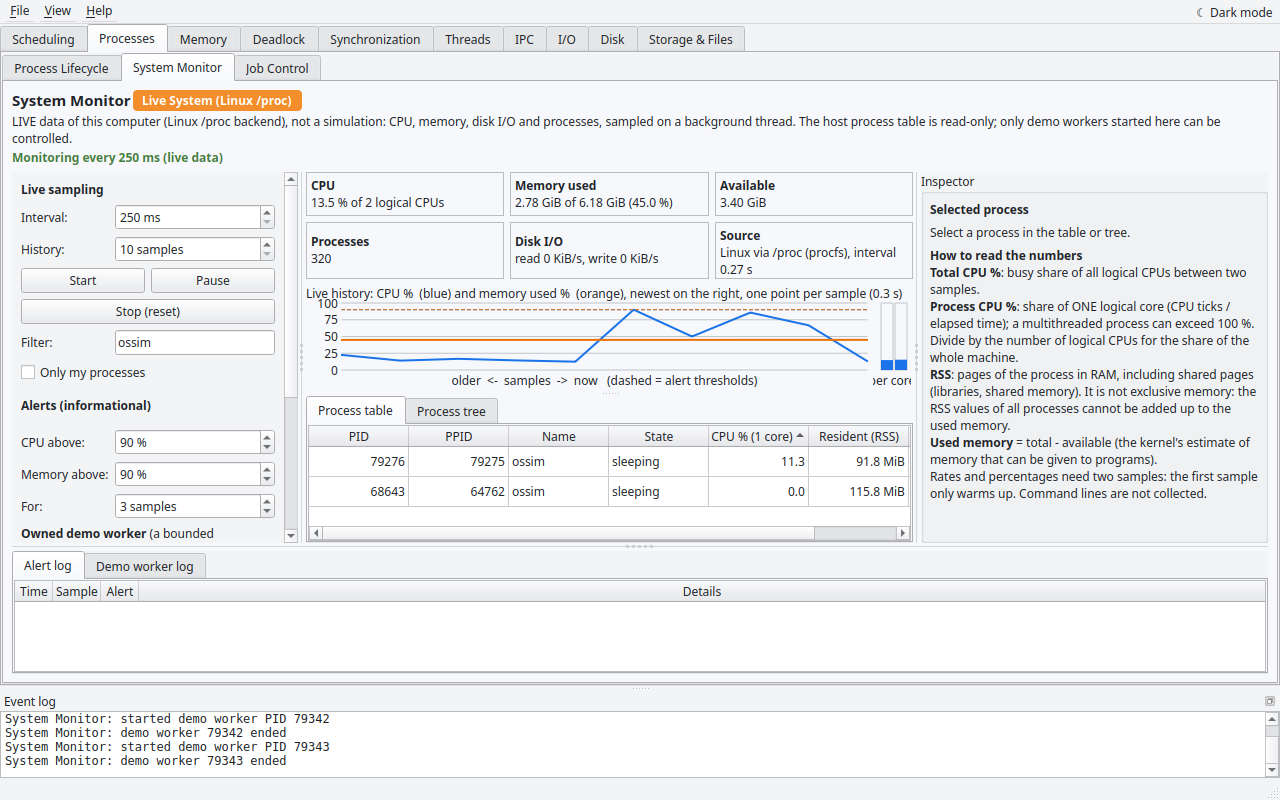 File View Help
☾ Dark mode
Scheduling Processes Memory Deadlock Synchronization Threads IPC I/O Disk Storage & Files
Process Lifecycle System Monitor Job Control
System Monitor Live System (Linux /proc)
LIVE data of this computer (Linux /proc backend), not a simulation: CPU, memory, disk I/O and processes, sampled on a background thread. The host process table is read-only; only demo workers started here can be
controlled.
Monitoring every 250 ms (live data)
Live sampling
Interval: 250 ms
History: 10 samples
Start Pause
Stop (reset)
Filter: ossim
Only my processes
Alerts (informational)
CPU above: 90 %
Memory above: 90 %
For: 3 samples
Owned demo worker (a bounded
CPU
13.5 % of 2 logical CPUs
Memory used
2.78 GiB of 6.18 GiB (45.0 %)
Available
3.40 GiB
Processes
320
Disk I/O
read 0 KiB/s, write 0 KiB/s
Source
Linux via /proc (procfs), interval
0.27 s
Live history: CPU % (blue) and memory used % (orange), newest on the right, one point per sample (0.3 s)
100
75
50
25
0
older <- samples -> now (dashed = alert thresholds)
per core
Process table Process tree
PID PPID Name State CPU % (1 core) Resident (RSS)
79276 79275 ossim sleeping 11.3 91.8 MiB
68643 64762 ossim sleeping 0.0 115.8 MiB
Inspector
Selected process
Select a process in the table or tree.
How to read the numbers
Total CPU %: busy share of all logical CPUs between two
samples.
Process CPU %: share of ONE logical core (CPU ticks /
elapsed time); a multithreaded process can exceed 100 %.
Divide by the number of logical CPUs for the share of the
whole machine.
RSS: pages of the process in RAM, including shared pages
(libraries, shared memory). It is not exclusive memory: the
RSS values of all processes cannot be added up to the
used memory.
Used memory = total - available (the kernel's estimate of
memory that can be given to programs).
Rates and percentages need two samples: the first sample
only warms up. Command lines are not collected.
Alert log Demo worker log
Time Sample Alert Details
Event log
System Monitor: started demo worker PID 79342
System Monitor: demo worker 79342 ended
System Monitor: started demo worker PID 79343
System Monitor: demo worker 79343 ended